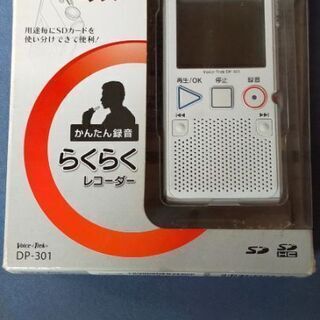 用途毎にSDカードを
使い分けできて便利!
Voice-Trek DP-301
再生/OK 停止 録音
かんたん録音
らくらく
レコーダー
Voice-Trek
DP-301
SD SD HC